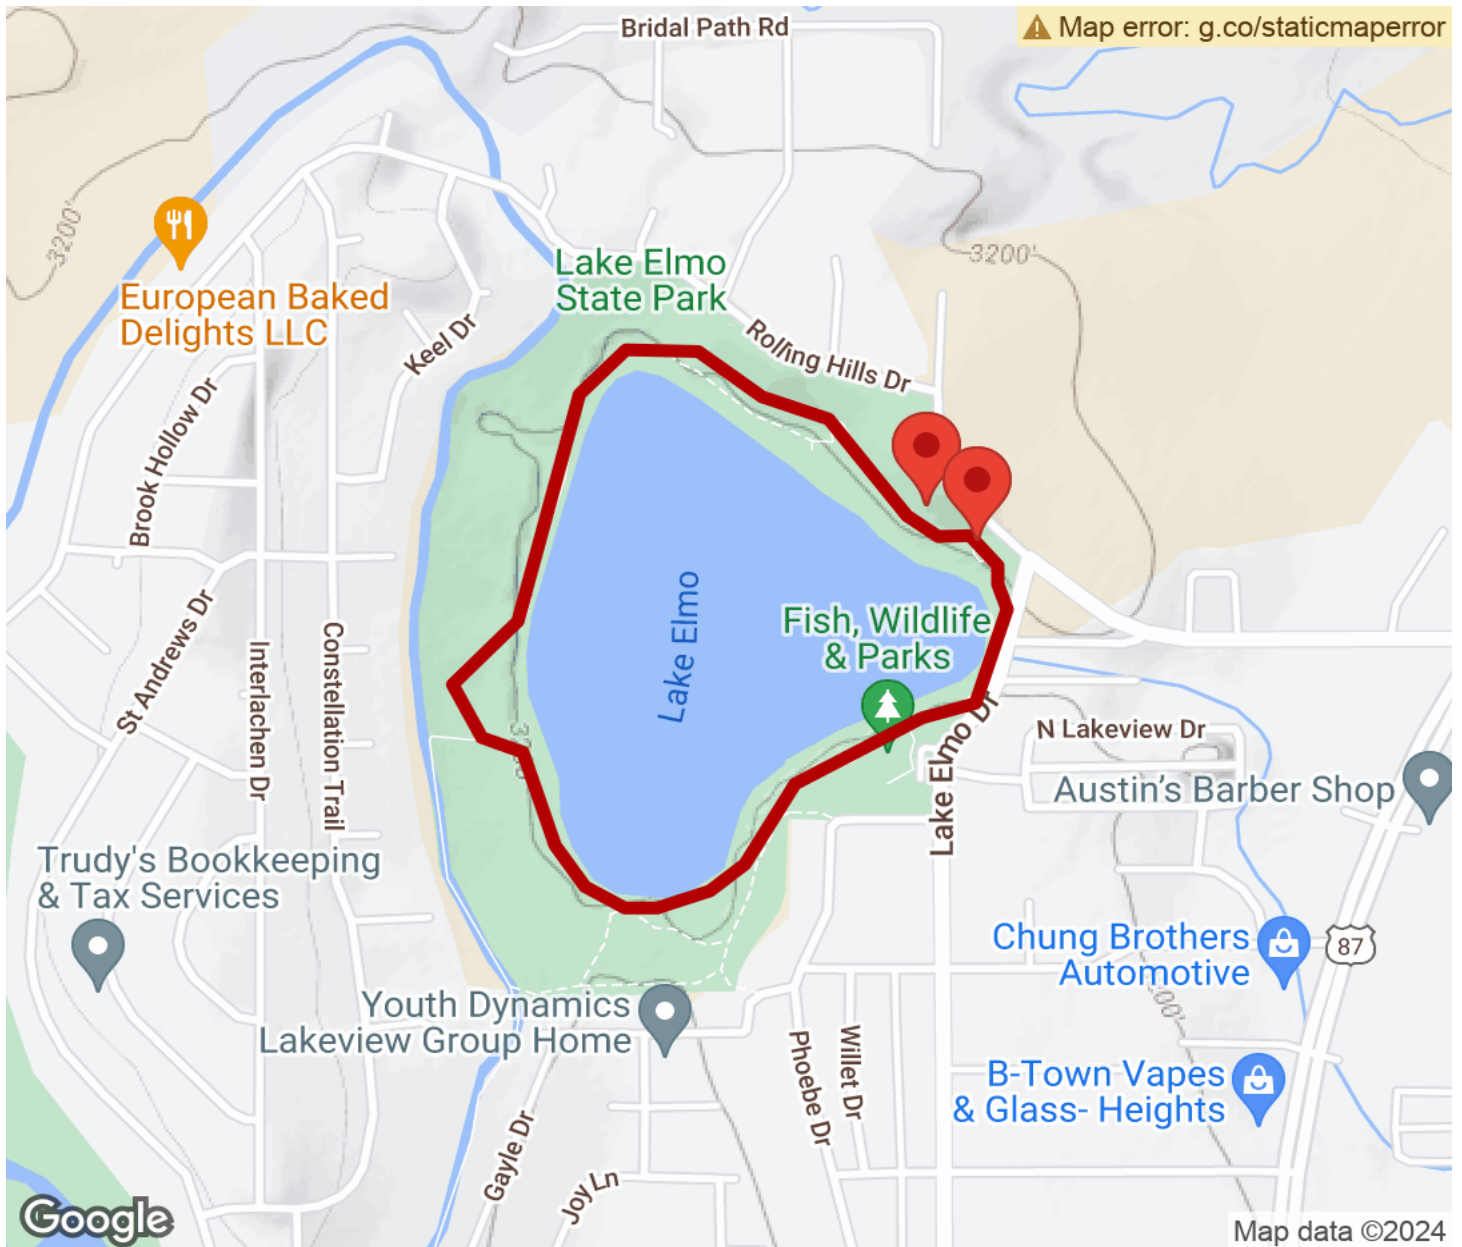 Bridal Path Rd
Map error: g.co/staticmaperror
3200'
3200'
Lake Elmo
State Park
European Baked
Delights LLC
Keel Dr
Rolling Hills Dr
Brook Hollow Dr
St Andrews Dr
Interlachen Dr
Constellation Trail
Lake Elmo
Fish, Wildlife
& Parks
Lake Elmo Dr
N Lakeview Dr
Austin's Barber Shop
Trudy's Bookkeeping
& Tax Services
Chung Brothers
Automotive
87
Youth Dynamics
Lakeview Group Home
Phoebe Dr
Willet Dr
B-Town Vapes
& Glass- Heights
Gayle Dr
Joy Ln
Google
Map data ©2024